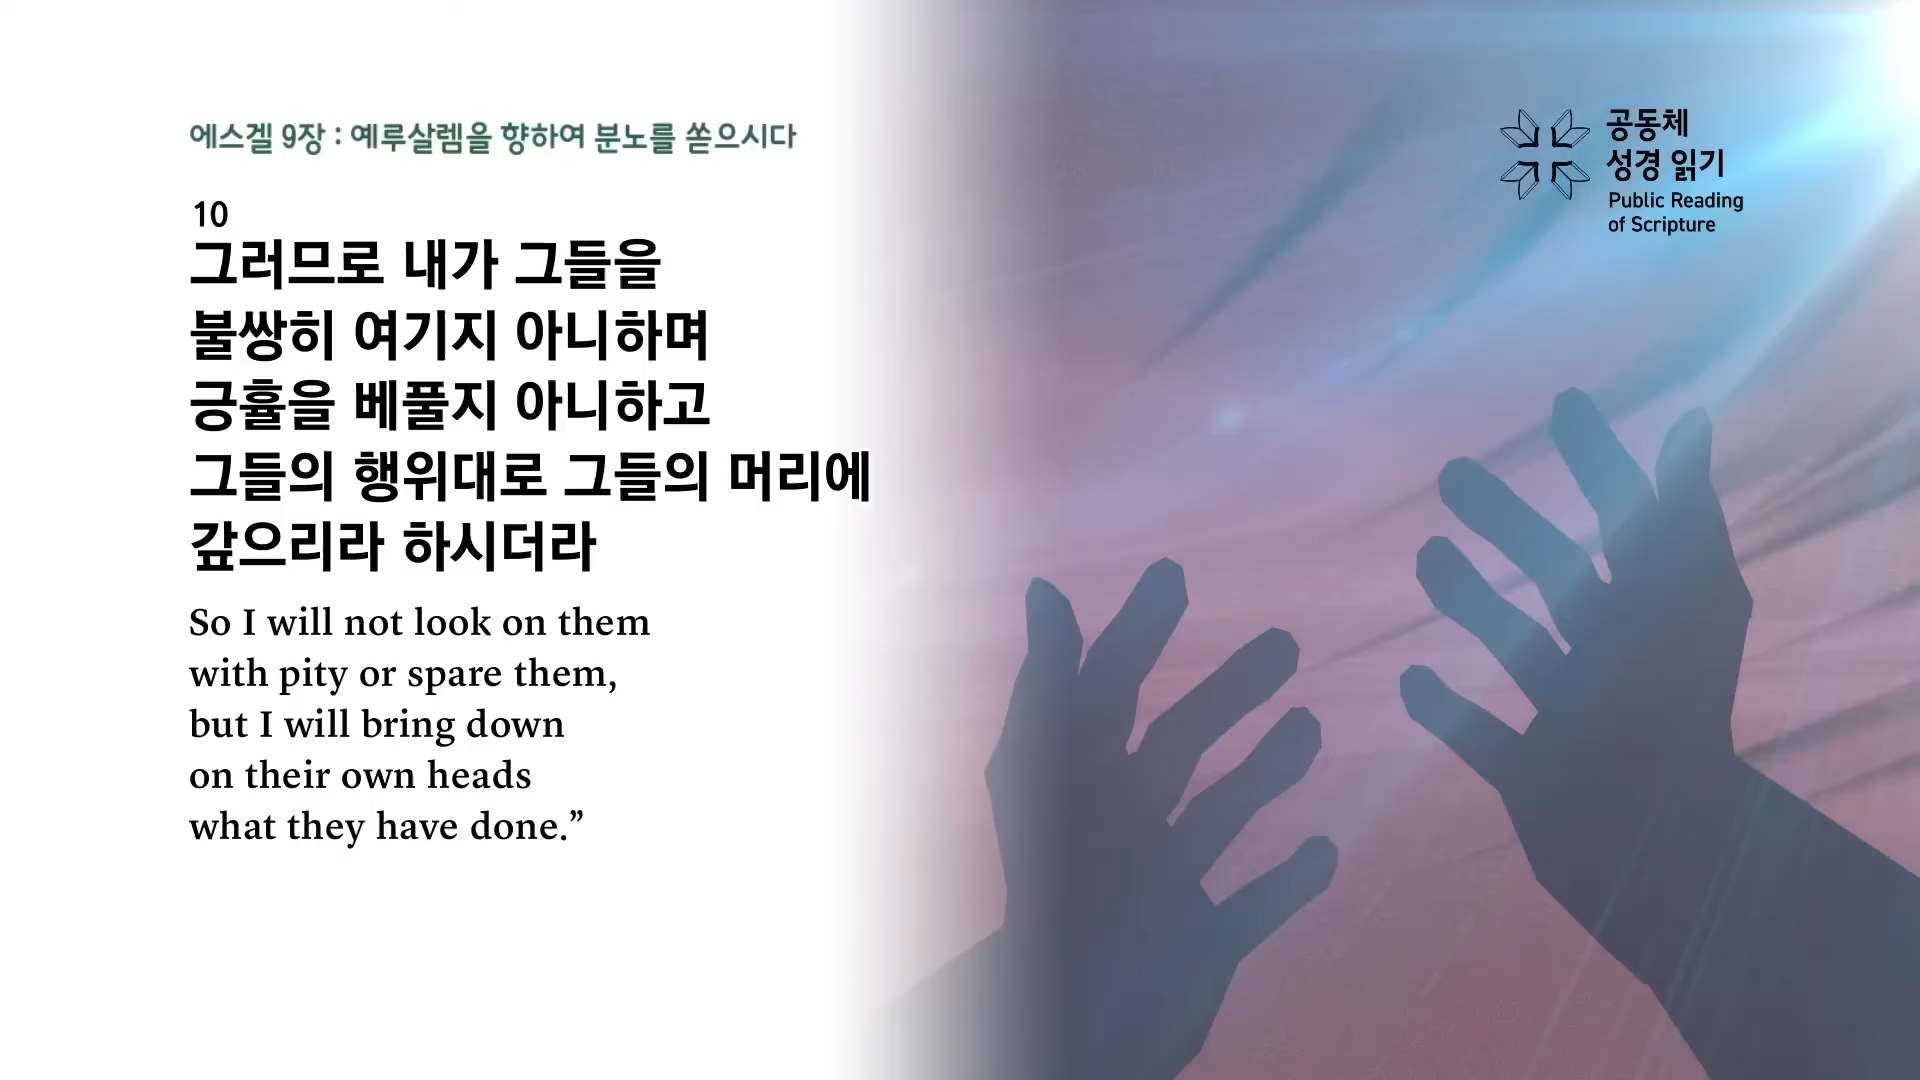 에스겔 9장 : 예루살렘을 향하여 분노를 쏟으시다
10
그러므로 내가 그들을
불쌍히 여기지 아니하며
긍휼을 베풀지 아니하고
그들의 행위대로 그들의 머리에
갚으리라 하시더라
So I will not look on them
with pity or spare them,
but I will bring down
on their own heads
what they have done.”
공동체
성경 읽기
Public Reading
of Scripture